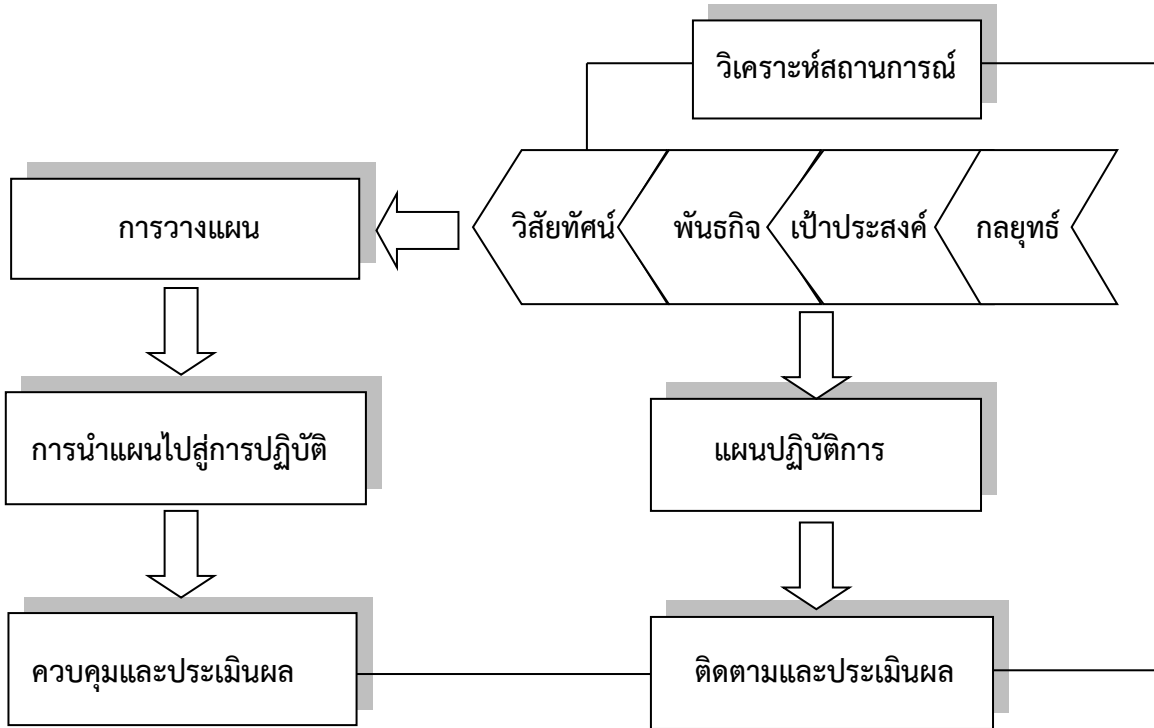 วิเคราะห์สถานการณ์
การวางแผน
วิสัยทัศน์
พันธกิจ
เป้าประสงค์
กลยุทธ์
การนำแผนไปสู่การปฏิบัติ
แผนปฏิบัติการ
ควบคุมและประเมินผล
ติดตามและประเมินผล